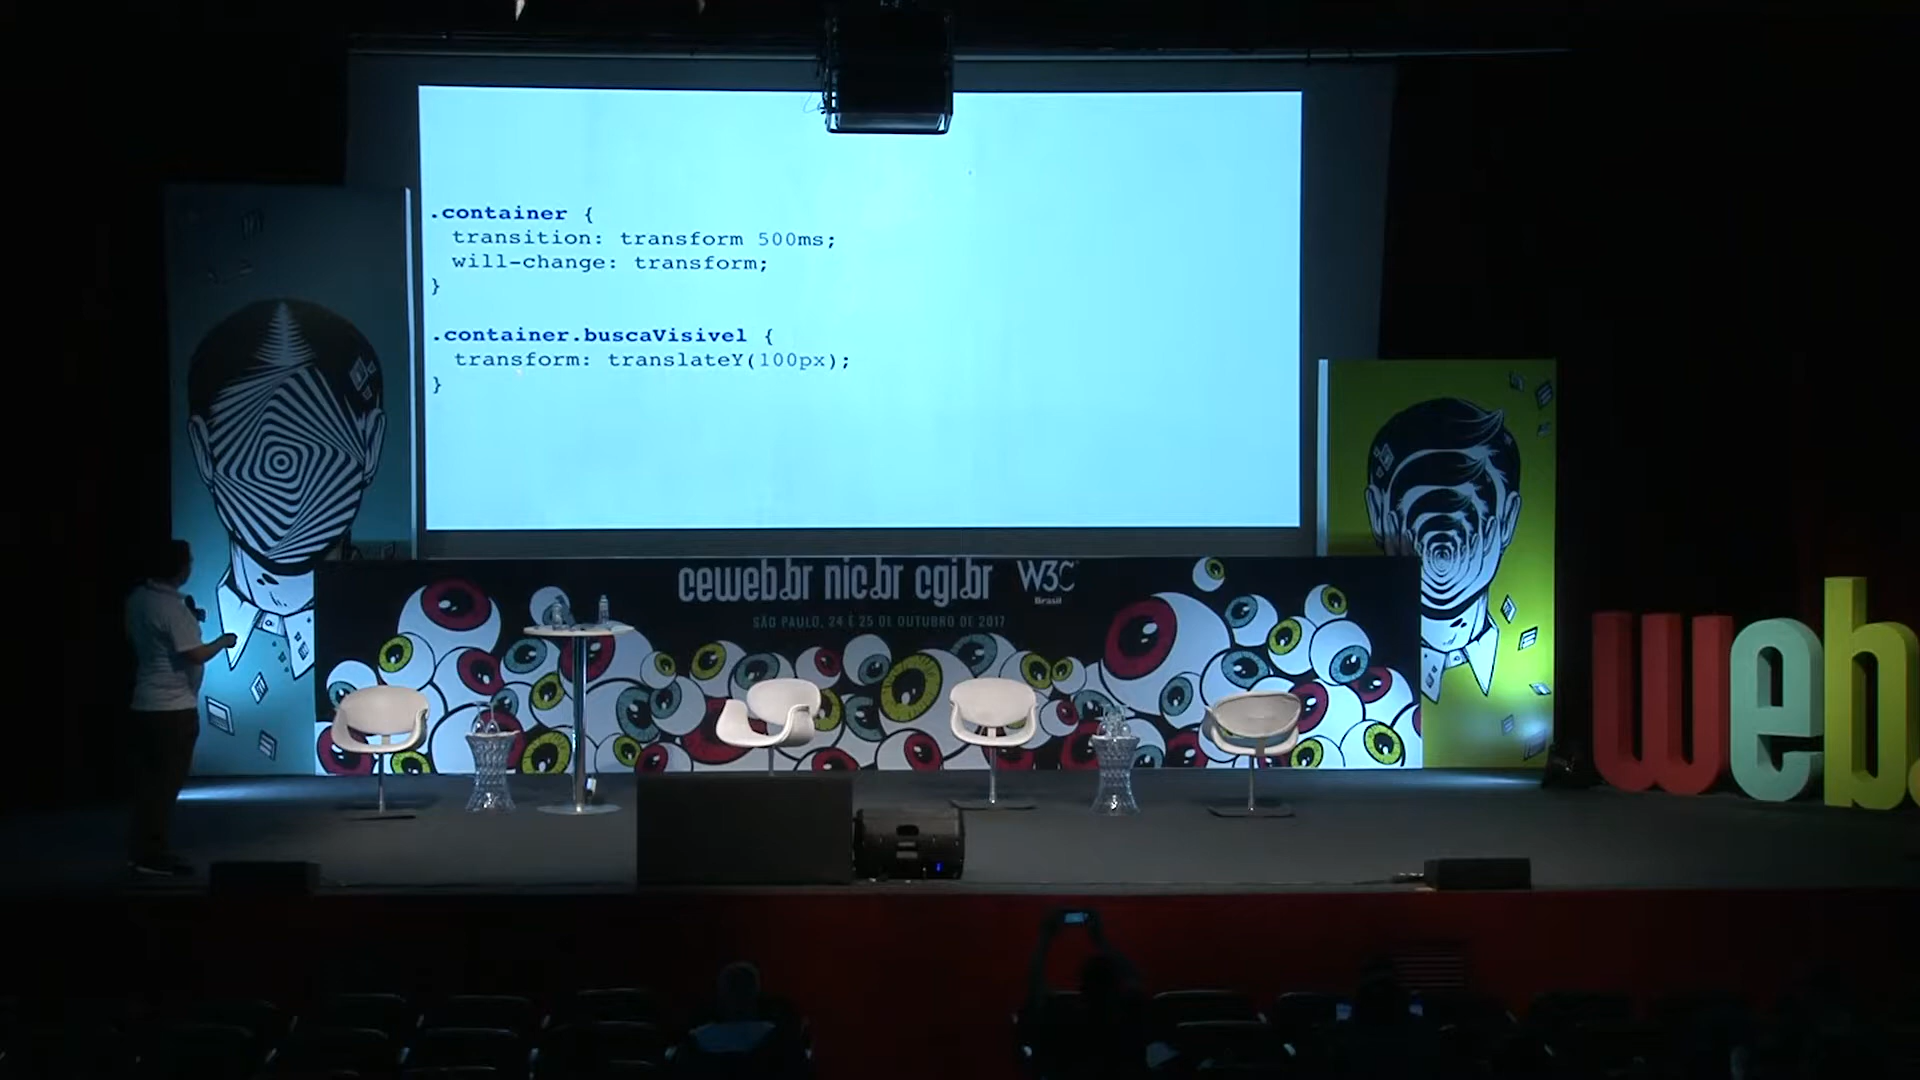 .container {
transition: transform 500ms;
will-change: transform;
}
.container.buscaVisivel {
transform: translateY(100px);
}
ceweb.br nic.br cgi.br W3C
Brasil
SÃO PAULO, 24 E 25 DE OUTUBRO DE 2017
web.